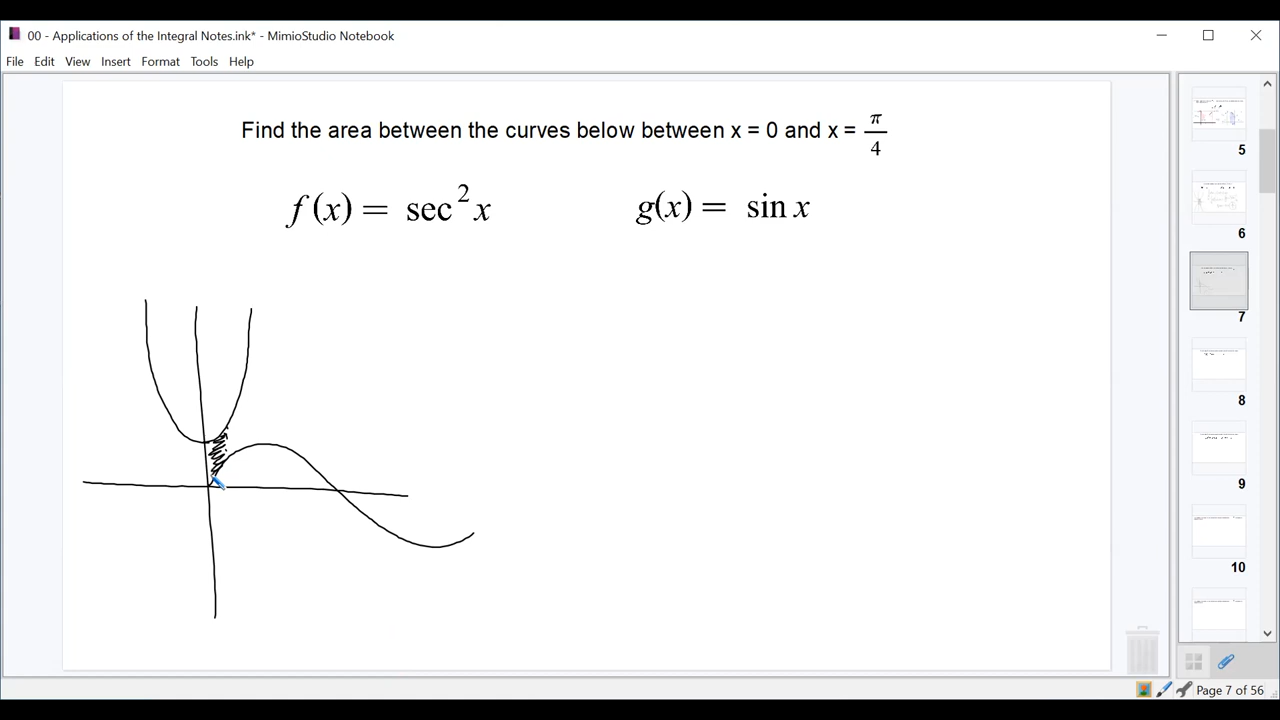 00 - Applications of the Integral Notes.ink* - MimioStudio Notebook
File Edit View Insert Format Tools Help
Find the area between the curves below between x = 0 and x = π/4
f(x) = sec²x g(x) = sin x
5
6
7
8
9
10
Page 7 of 56